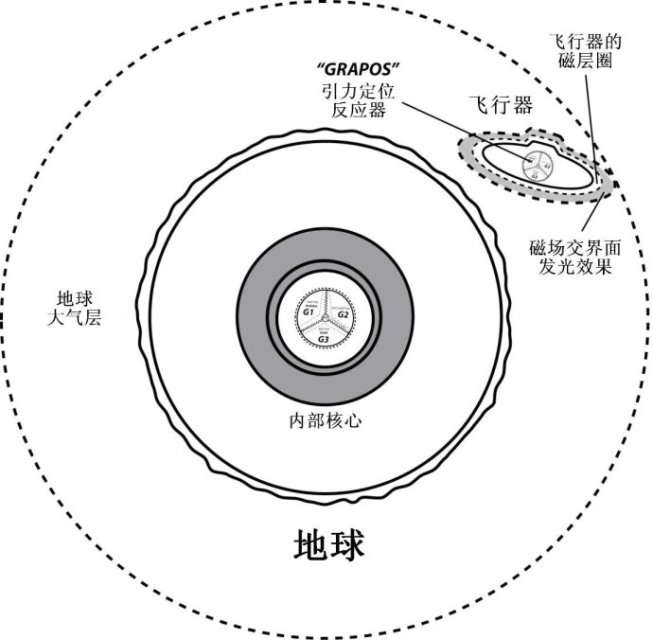 飞行器的
磁层圈
“GRAPOS”
引力定位
反应器
飞行器
磁场交界面
发光效果
地球
大气层
G1
G2
G3
内部核心
地球